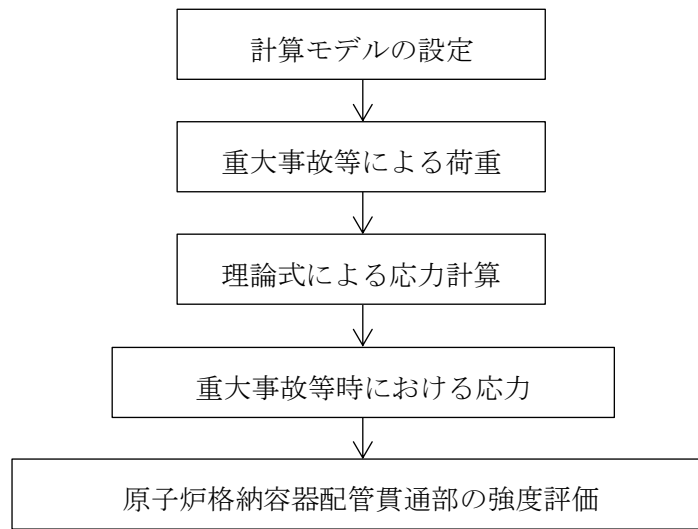 計算モデルの設定
重大事故等による荷重
理論式による応力計算
重大事故等時における応力
原子炉格納容器配管貫通部の強度評価